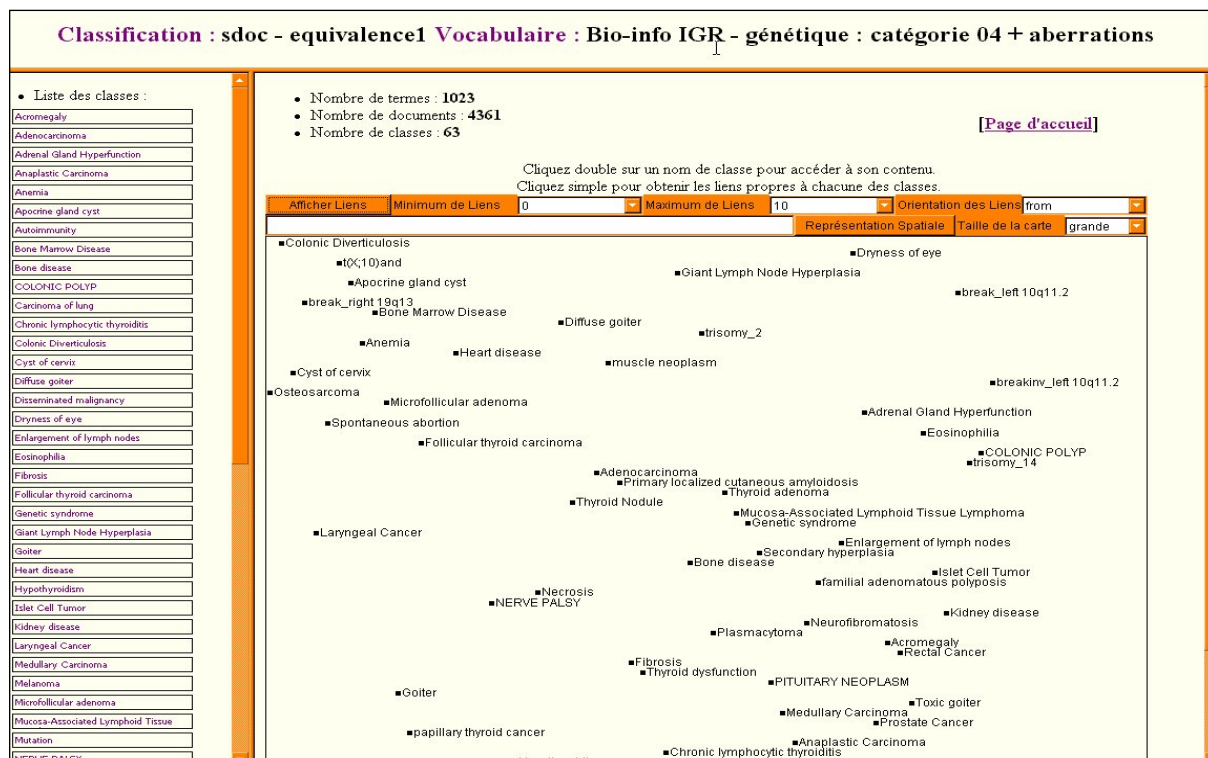 Classification : sdoc - equivalence1 Vocabulaire : Bio-info IGR - génétique : catégorie 04 + aberrations
Liste des classes :
Acromegaly
Adenocarcinoma
Adrenal Gland Hyperfunction
Anaplastic Carcinoma
Anemia
Apocrine gland cyst
Autoimmunity
Bone Marrow Disease
Bone disease
COLONIC POLYP
Carcinoma of lung
Chronic lymphocytic thyroiditis
Colonic Diverticulosis
Cyst of cervix
Diffuse goiter
Disseminated malignancy
Dryness of eye
Enlargement of lymph nodes
Eosinophilia
Fibrosis
Follicular thyroid carcinoma
Genetic syndrome
Giant Lymph Node Hyperplasia
Goiter
Heart disease
Hypothyroidism
Islet Cell Tumor
Kidney disease
Laryngeal Cancer
Medullary Carcinoma
Melanoma
Microfollicular adenoma
Mucosa-Associated Lymphoid Tissue
Mutation
Nombre de termes : 1023
Nombre de documents : 4361
Nombre de classes : 63
[Page d'accueil]
Cliquez double sur un nom de classe pour accéder à son contenu.
Cliquez simple pour obtenir les liens propres à chacune des classes.
Afficher Liens Minimum de Liens 0 Maximum de Liens 10 Orientation des Liens from
Représentation Spatiale Taille de la carte grande
Colonic Diverticulosis
Dryness of eye
t(X;10)and
Giant Lymph Node Hyperplasia
Apocrine gland cyst
break_left 10q11.2
break_right 19q13
Bone Marrow Disease
Diffuse goiter
trisomy_2
Anemia
Heart disease
muscle neoplasm
Cyst of cervix
breakinv_left 10q11.2
Osteosarcoma
Microfollicular adenoma
Adrenal Gland Hyperfunction
Spontaneous abortion
Eosinophilia
Follicular thyroid carcinoma
COLONIC POLYP
trisomy_14
Adenocarcinoma
Primary localized cutaneous amyloidosis
Thyroid adenoma
Thyroid Nodule
Mucosa-Associated Lymphoid Tissue Lymphoma
Genetic syndrome
Laryngeal Cancer
Enlargement of lymph nodes
Secondary hyperplasia
Bone disease
Islet Cell Tumor
familial adenomatous polyposis
Necrosis
NERVE PALSY
Kidney disease
Neurofibromatosis
Plasmacytoma
Acromegaly
Rectal Cancer
Fibrosis
Thyroid dysfunction
PITUITARY NEOPLASM
Goiter
Toxic goiter
Medullary Carcinoma
Prostate Cancer
papillary thyroid cancer
Anaplastic Carcinoma
Chronic lymphocytic thyroiditis